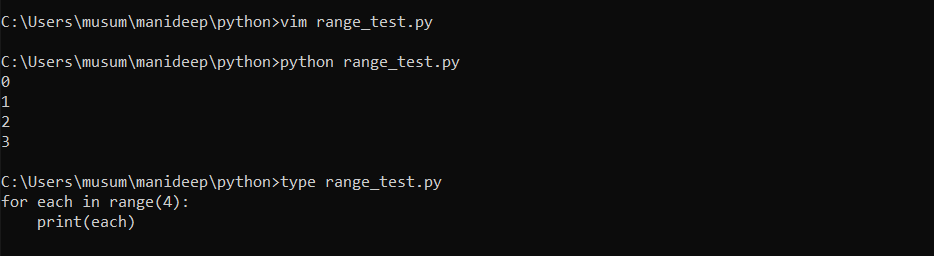 C:\Users\musum\manideep\python>vim range_test.py
C:\Users\musum\manideep\python>python range_test.py
0
1
2
3
C:\Users\musum\manideep\python>type range_test.py
for each in range(4):
    print(each)